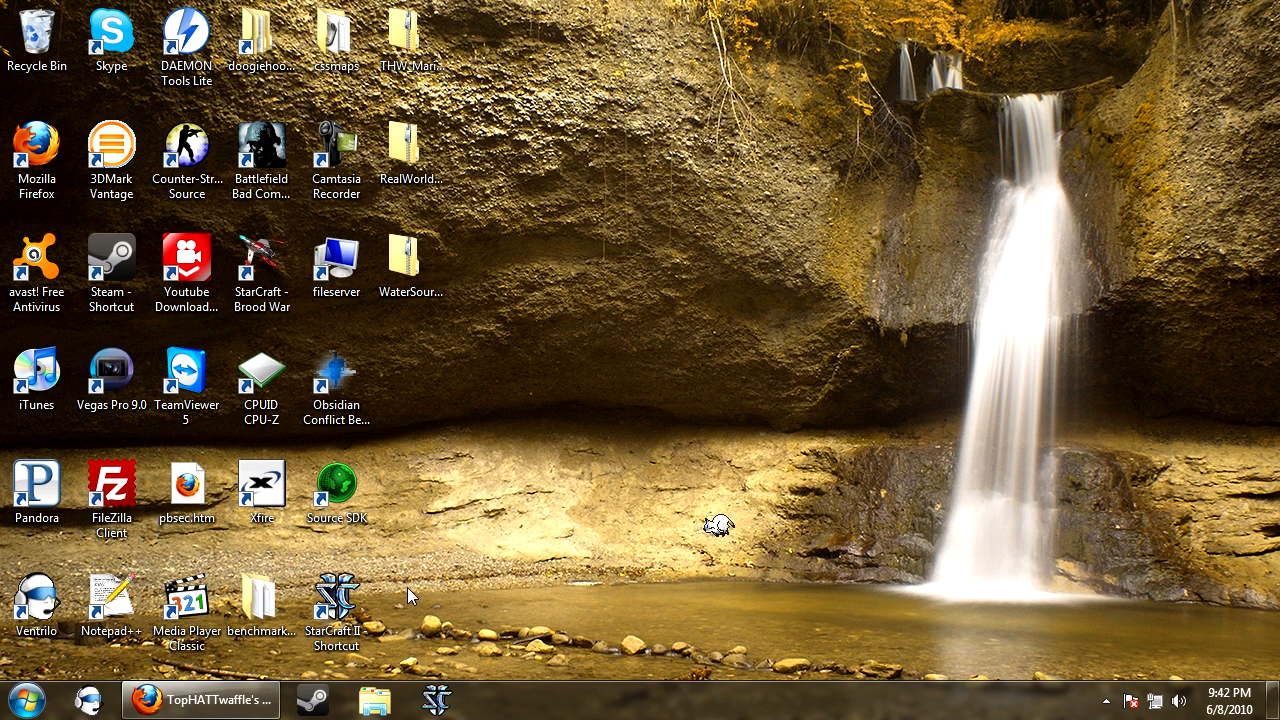 Recycle Bin
Skype
DAEMON
Tools Lite
doogiehoo...
cssmaps
THW_Mari...
Mozilla
Firefox
3DMark
Vantage
Counter-Str...
Source
Battlefield
Bad Com...
Camtasia
Recorder
RealWorld...
avast! Free
Antivirus
Steam -
Shortcut
Youtube
Download...
StarCraft -
Brood War
fileserver
WaterSour...
iTunes
Vegas Pro 9.0
TeamViewer
5
CPUID
CPU-Z
Obsidian
Conflict Be...
Pandora
FileZilla
Client
pbsec.htm
Xfire
Source SDK
Ventrilo
Notepad++
Media Player
Classic
benchmark...
StarCraft II -
Shortcut
TopHATTwaffle's ...
9:42 PM
6/8/2010